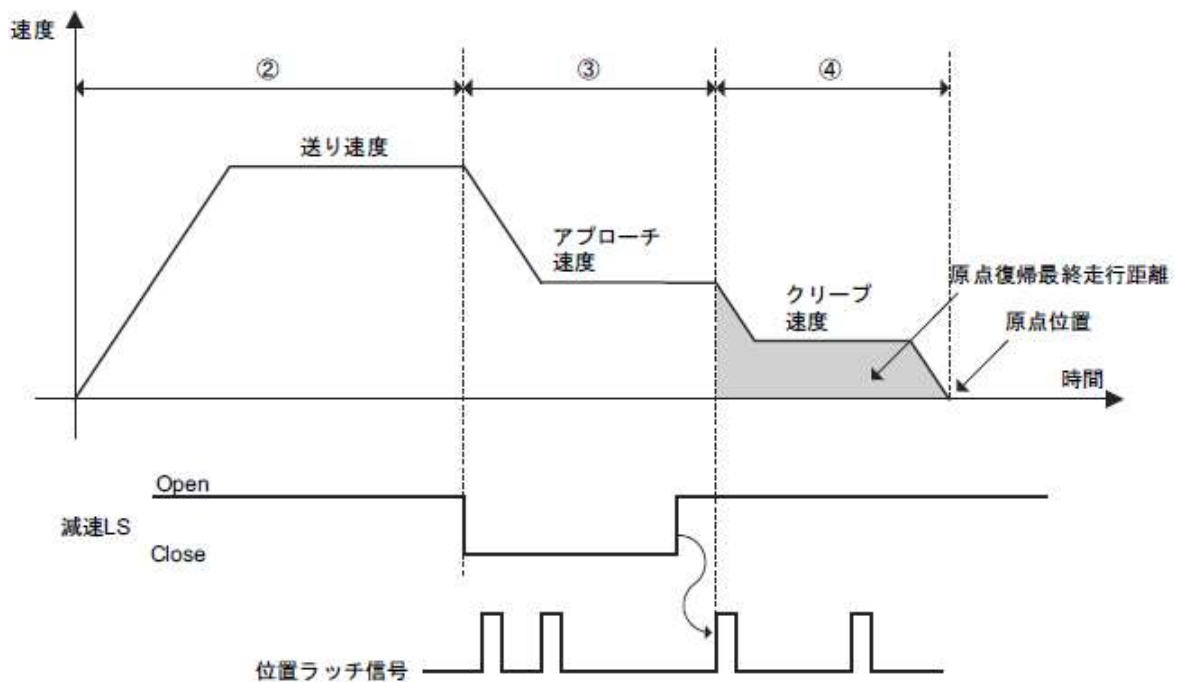 速度
②
③
④
送り速度
アプローチ
速度
クリープ
速度
原点復帰最終走行距離
原点位置
時間
Open
減速LS
Close
位置ラッチ信号